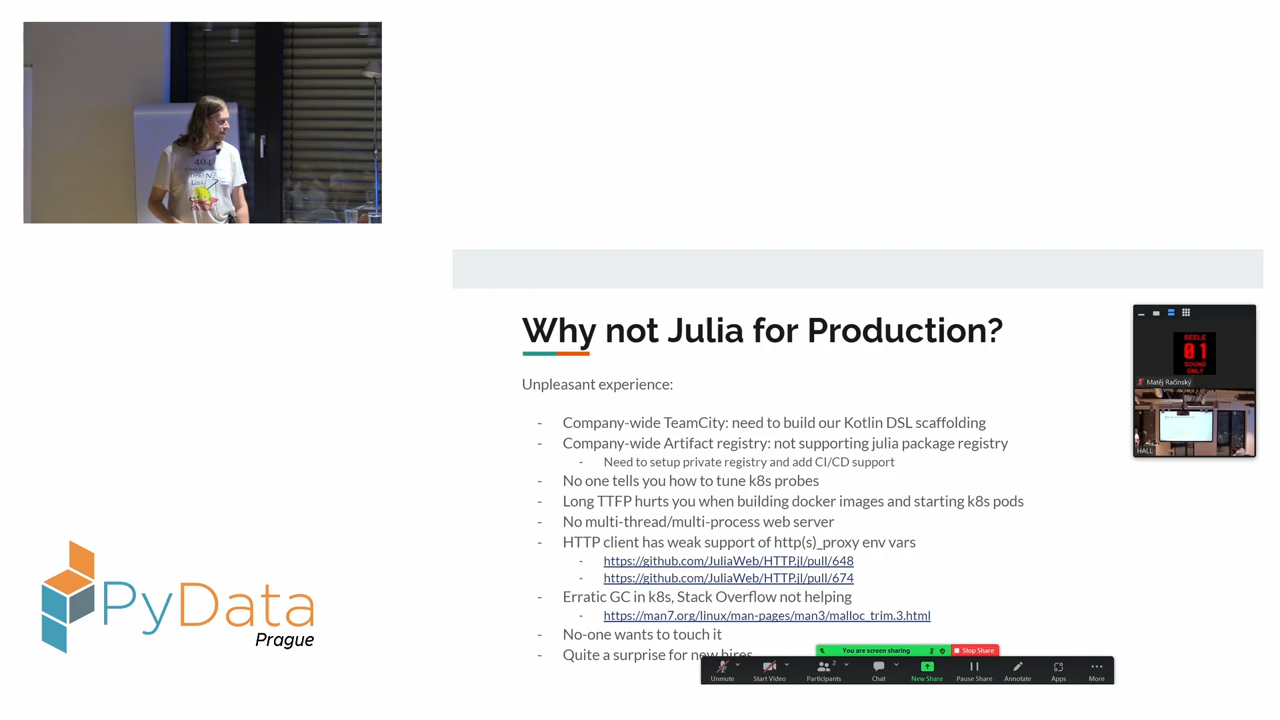 404
Link
Why not Julia for Production?
Unpleasant experience:
- Company-wide TeamCity: need to build our Kotlin DSL scaffolding
- Company-wide Artifact registry: not supporting julia package registry
- Need to setup private registry and add CI/CD support
- No one tells you how to tune k8s probes
- Long TTFP hurts you when building docker images and starting k8s pods
- No multi-thread/multi-process web server
- HTTP client has weak support of http(s)_proxy env vars
- https://github.com/JuliaWeb/HTTP.jl/pull/648
- https://github.com/JuliaWeb/HTTP.jl/pull/674
- Erratic GC in k8s, Stack Overflow not helping
- https://man7.org/linux/man-pages/man3/malloc_trim.3.html
- No-one wants to touch it
- Quite a surprise for new hires
SEELE
01
SOUND
ONLY
Matěj Račinský
HALL
You are screen sharing
Stop Share
Unmute
Start Video
2
Participants
Chat
New Share
Pause Share
Annotate
Apps
More
PyData
Prague